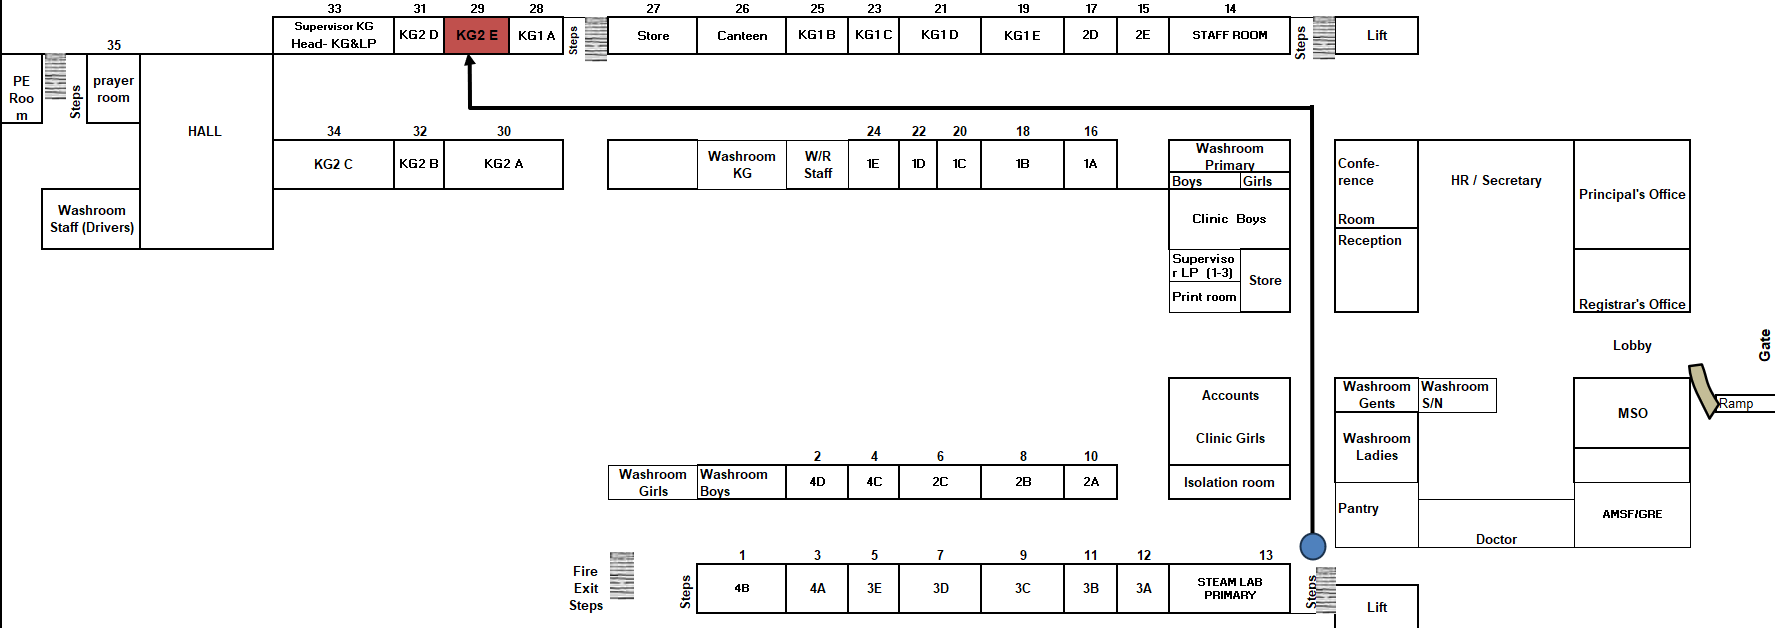 33
31
29
28
27
26
25
23
21
19
17
15
14
Supervisor KG
Head- KG&LP
KG2 D
KG2 E
KG1 A
Steps
Store
Canteen
KG1 B
KG1 C
KG1 D
KG1 E
2D
2E
STAFF ROOM
Steps
Lift
35
PE
Roo
m
Steps
prayer
room
HALL
34
32
30
24
22
20
18
16
KG2 C
KG2 B
KG2 A
Washroom
KG
W/R
Staff
1E
1D
1C
1B
1A
Washroom
Primary
Boys
Girls
Clinic Boys
Superviso
r LP (1-3)
Print room
Store
Washroom
Staff (Drivers)
Confe-
rence
Room
Reception
HR / Secretary
Principal's Office
Registrar's Office
Lobby
Gate
Ramp
Accounts
Clinic Girls
Isolation room
Washroom
Gents
Washroom
S/N
Washroom
Ladies
MSO
Pantry
Doctor
AMSF/GRE
2
4
6
8
10
Washroom
Girls
Washroom
Boys
4D
4C
2C
2B
2A
1
3
5
7
9
11
12
13
Fire
Exit
Steps
Steps
4B
4A
3E
3D
3C
3B
3A
STEAM LAB
PRIMARY
Steps
Lift